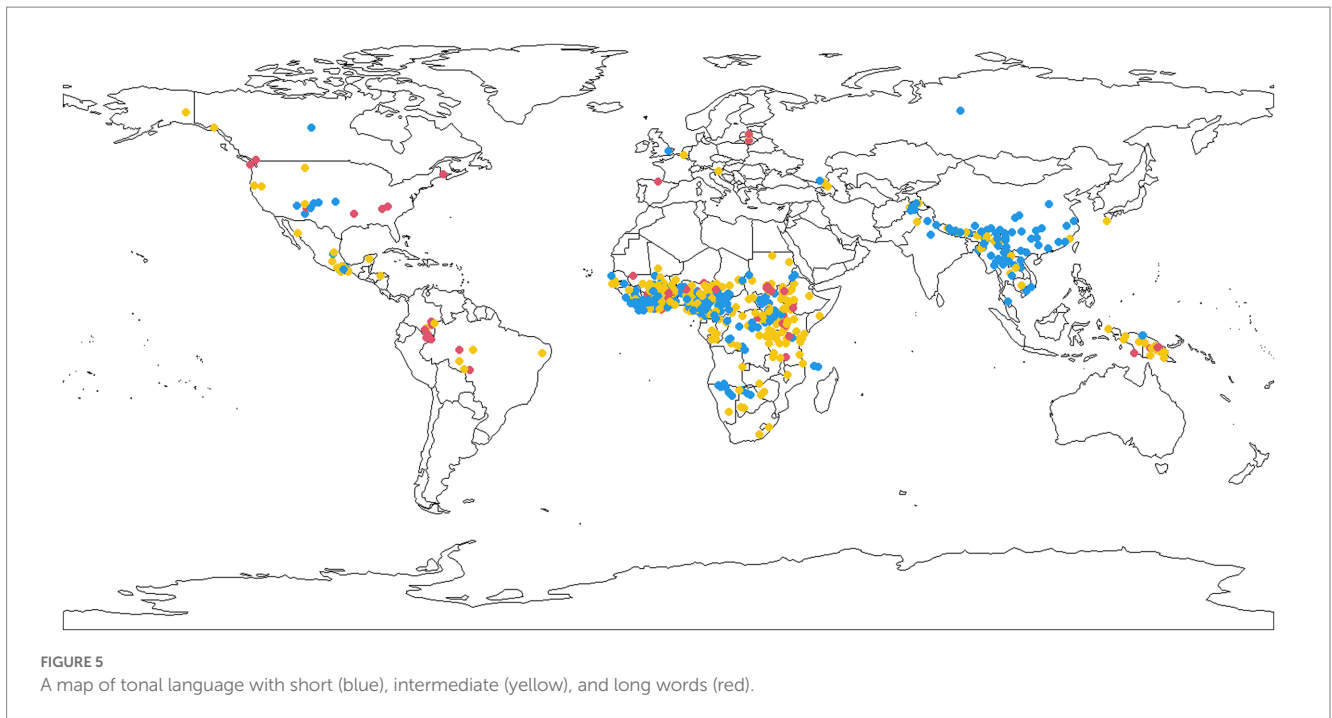 FIGURE 5
A map of tonal language with short (blue), intermediate (yellow), and long words (red).